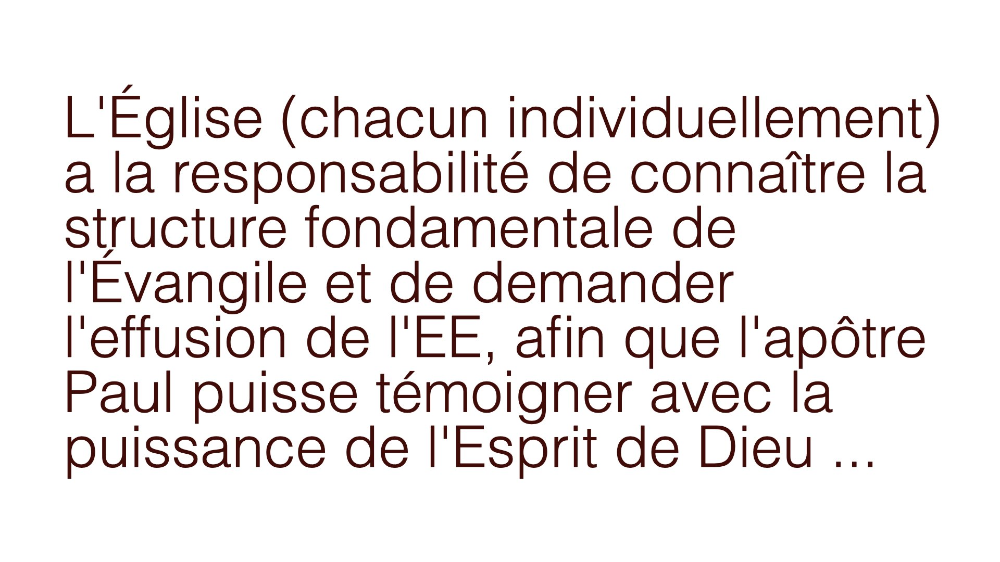 L'Église (chacun individuellement)
a la responsabilité de connaître la
structure fondamentale de
l'Évangile et de demander
l'effusion de l'EE, afin que l'apôtre
Paul puisse témoigner avec la
puissance de l'Esprit de Dieu ...